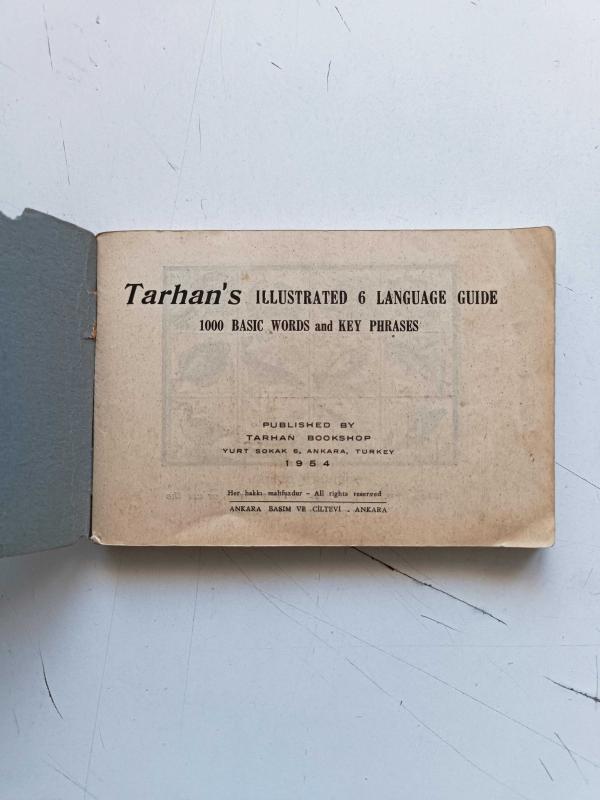 Tarhan's ILLUSTRATED 6 LANGUAGE GUIDE
1000 BASIC WORDS and KEY PHRASES
PUBLISHED BY
TARHAN BOOKSHOP
YURT SOKAK 6, ANKARA, TURKEY
1954
Her hakkı mahfuzdur - All rights reserved
ANKARA BASIM VE CİLTEVİ . ANKARA